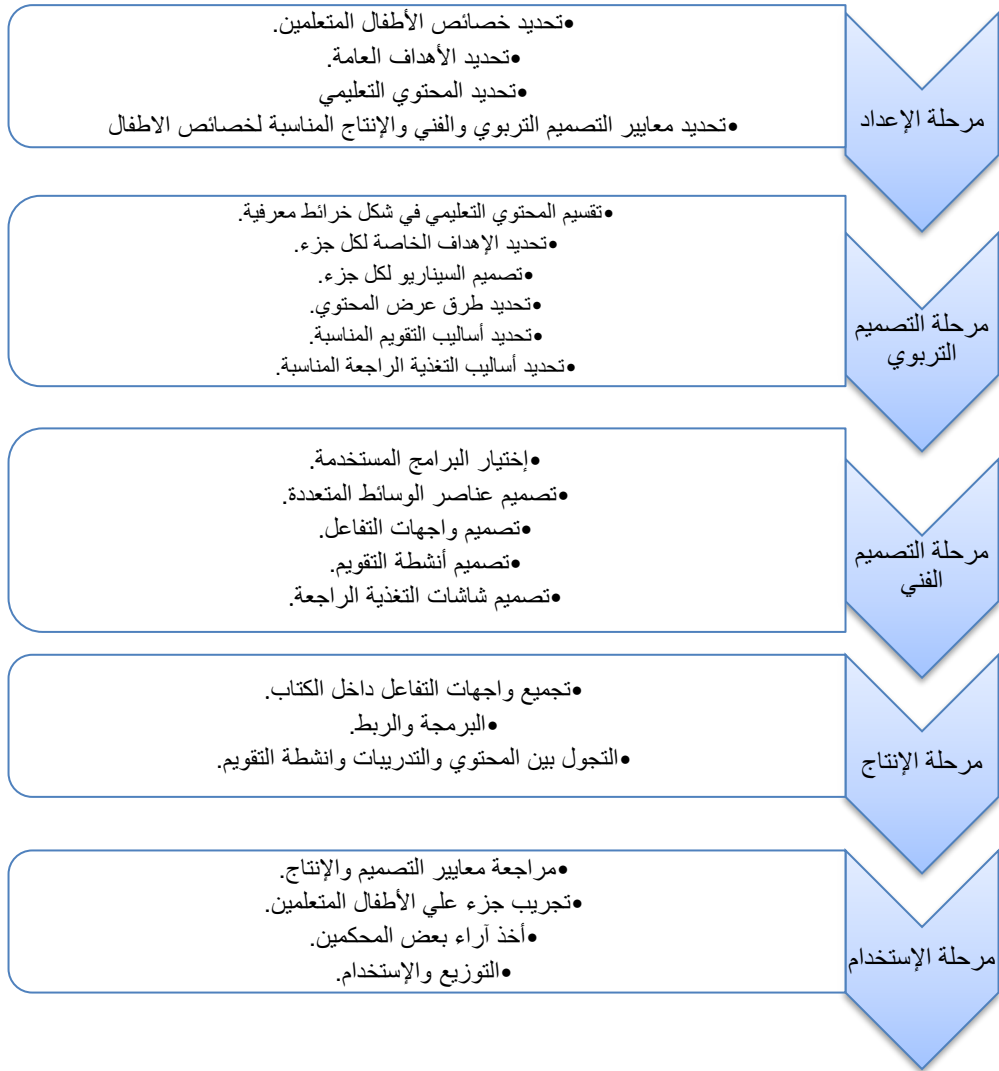 مرحلة الإعداد
•تحديد خصائص الأطفال المتعلمين.
•تحديد الأهداف العامة.
•تحديد المحتوي التعليمي
•تحديد معايير التصميم التربوي والفني والإنتاج المناسبة لخصائص الاطفال
مرحلة التصميم
التربوي
•تقسيم المحتوي التعليمي في شكل خرائط معرفية.
•تحديد الإهداف الخاصة لكل جزء.
•تصميم السيناريو لكل جزء.
•تحديد طرق عرض المحتوي.
•تحديد أساليب التقويم المناسبة.
•تحديد أساليب التغذية الراجعة المناسبة.
مرحلة التصميم
الفني
•إختيار البرامج المستخدمة.
•تصميم عناصر الوسائط المتعددة.
•تصميم واجهات التفاعل.
•تصميم أنشطة التقويم.
•تصميم شاشات التغذية الراجعة.
مرحلة الإنتاج
•تجميع واجهات التفاعل داخل الكتاب.
•البرمجة والربط.
•التجول بين المحتوي والتدريبات وانشطة التقويم.
مرحلة الإستخدام
•مراجعة معايير التصميم والإنتاج.
•تجريب جزء علي الأطفال المتعلمين.
•أخذ آراء بعض المحكمين.
•التوزيع والإستخدام.